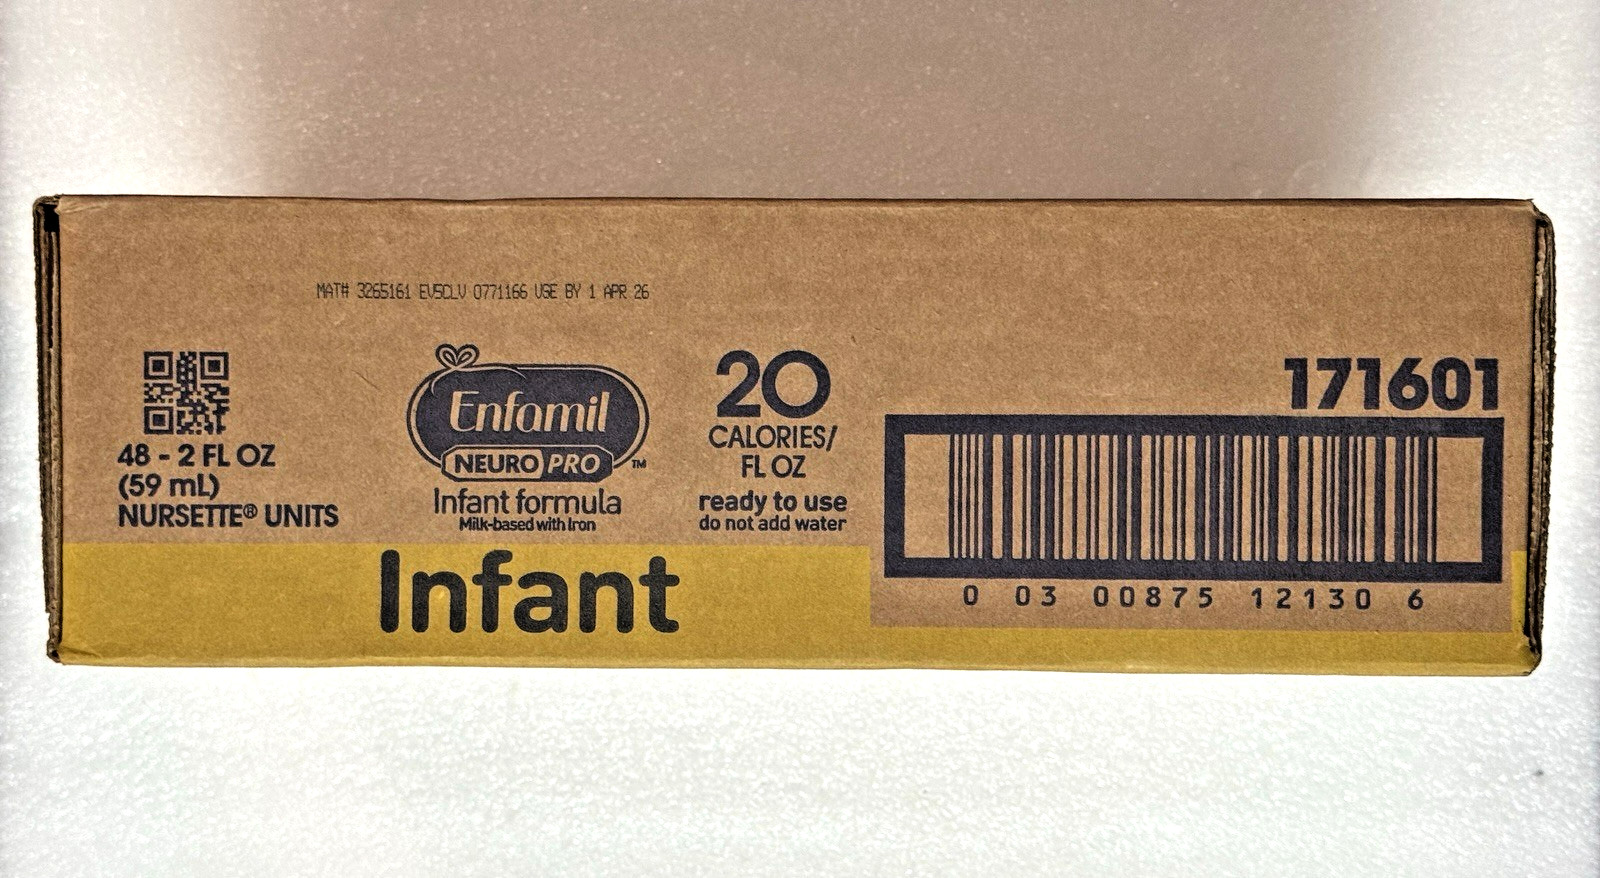 MAT# 3265161 EV5CLV 0771166 UGE BY 1 APR 26
48 - 2 FL OZ
(59 mL)
NURSETTE® UNITS
Enfamil
NEURO PRO ™
Infant formula
Milk-based with Iron
20
CALORIES/
FL OZ
ready to use
do not add water
171601
0 03 00875 12130 6
Infant